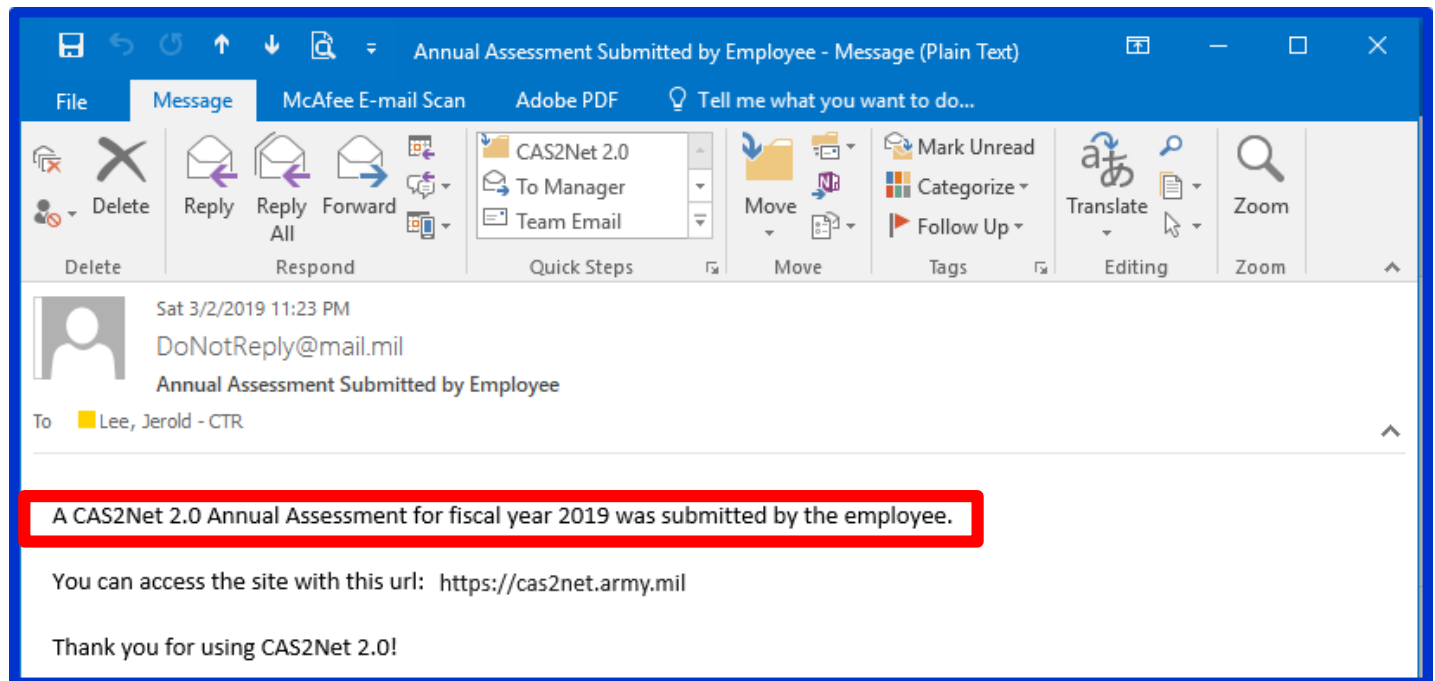 Annual Assessment Submitted by Employee - Message (Plain Text)
File Message McAfee E-mail Scan Adobe PDF Tell me what you want to do...
Delete Reply Reply All Forward
CAS2Net 2.0
To Manager
Team Email
Move
Mark Unread
Categorize
Follow Up
Translate
Zoom
Delete Respond Quick Steps Move Tags Editing Zoom
Sat 3/2/2019 11:23 PM
DoNotReply@mail.mil
Annual Assessment Submitted by Employee
To Lee, Jerold - CTR
A CAS2Net 2.0 Annual Assessment for fiscal year 2019 was submitted by the employee.
You can access the site with this url: https://cas2net.army.mil
Thank you for using CAS2Net 2.0!